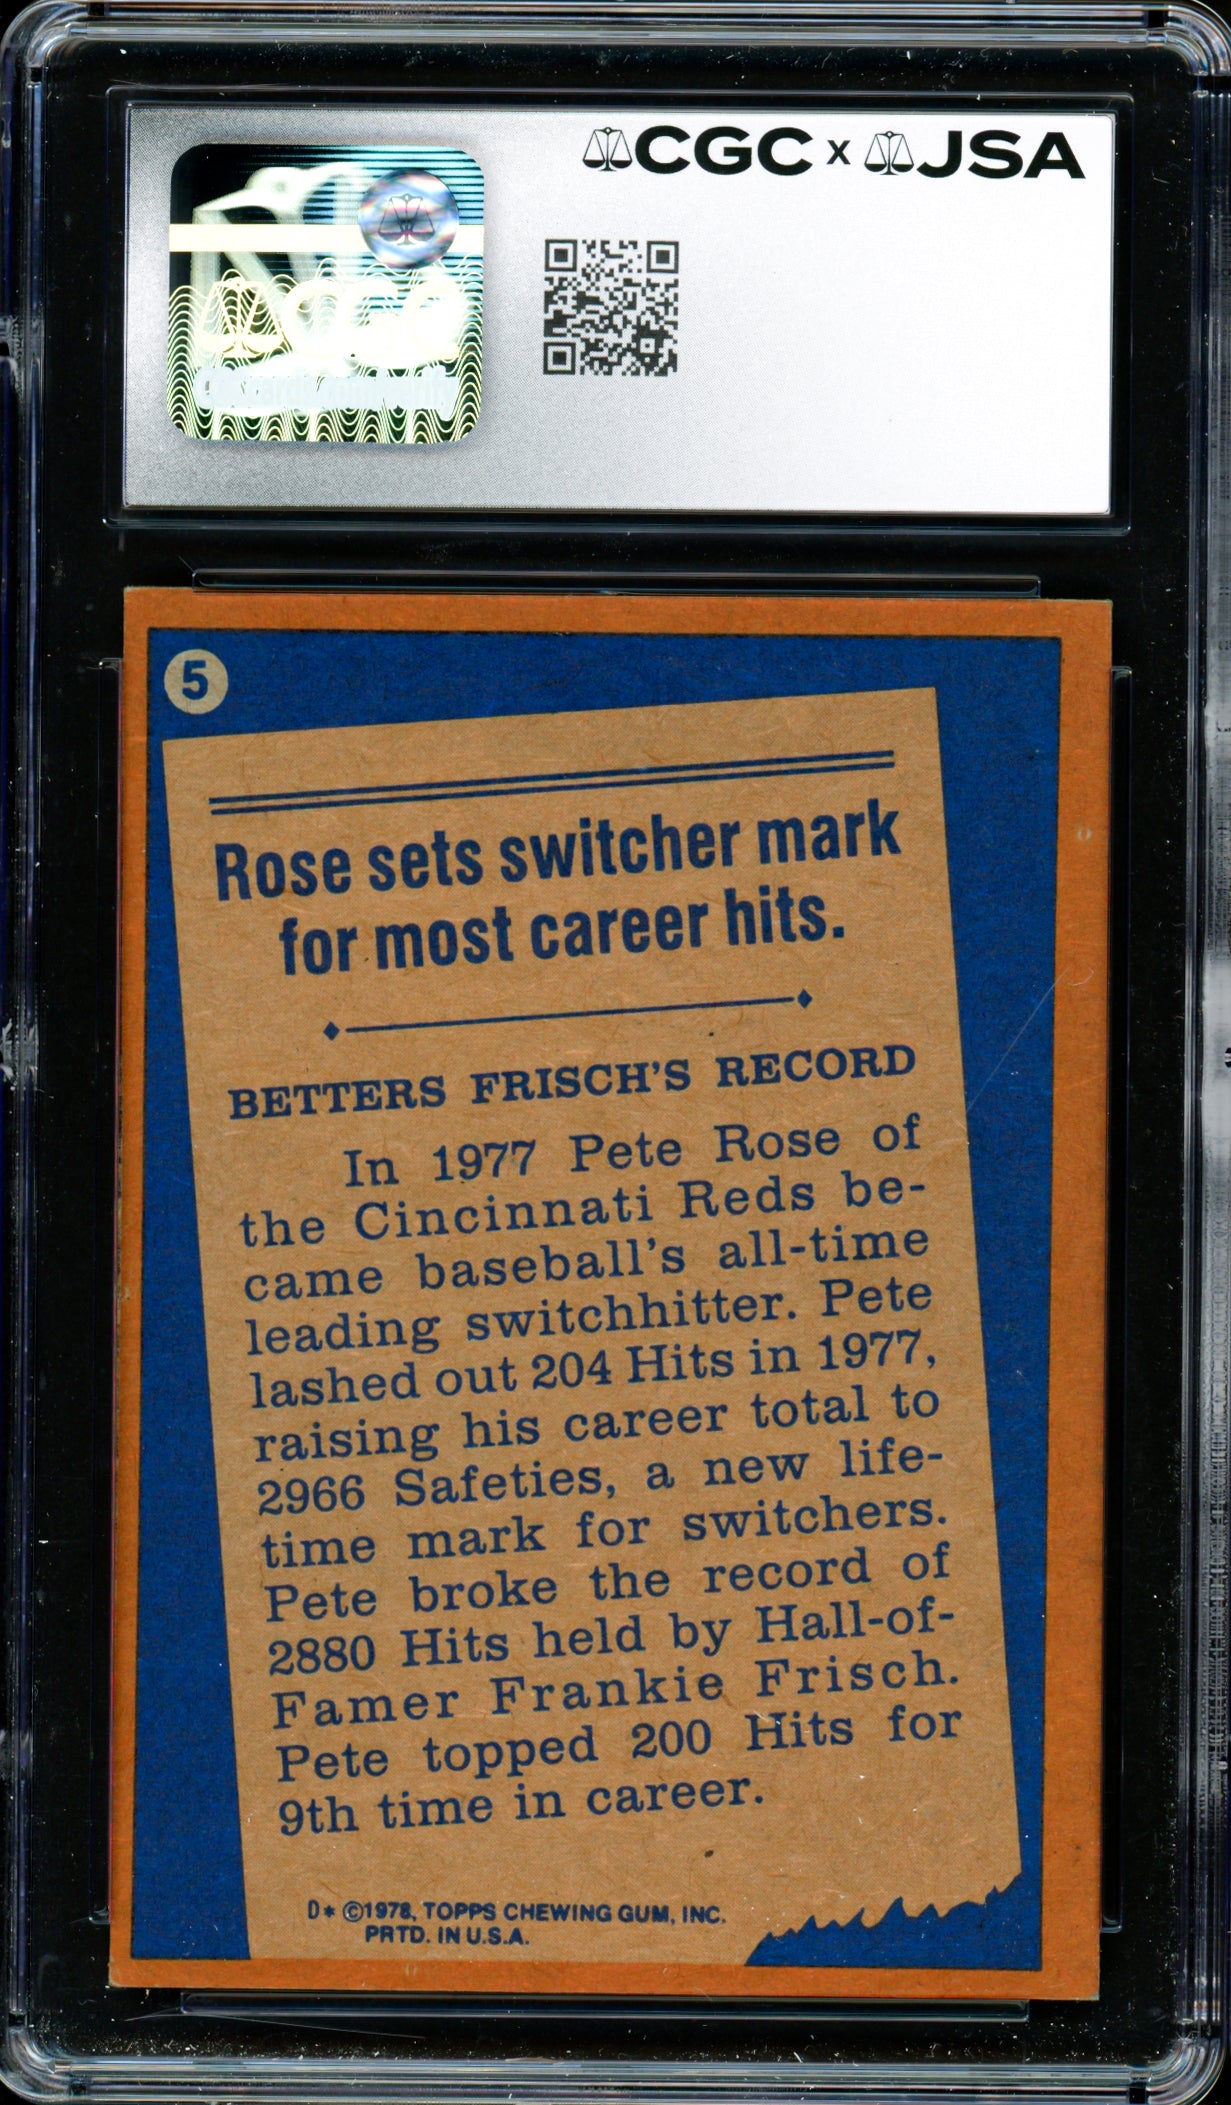 CGC x JSA
5
Rose sets switcher mark
for most career hits.
BETTERS FRISCH'S RECORD
In 1977 Pete Rose of
the Cincinnati Reds be-
came baseball's all-time
leading switchhitter. Pete
lashed out 204 Hits in 1977,
raising his career total to
2966 Safeties, a new life-
time mark for switchers.
Pete broke the record of
2880 Hits held by Hall-of-
Famer Frankie Frisch.
Pete topped 200 Hits for
9th time in career.
D* ©1978, TOPPS CHEWING GUM, INC.
PRTD. IN U.S.A.